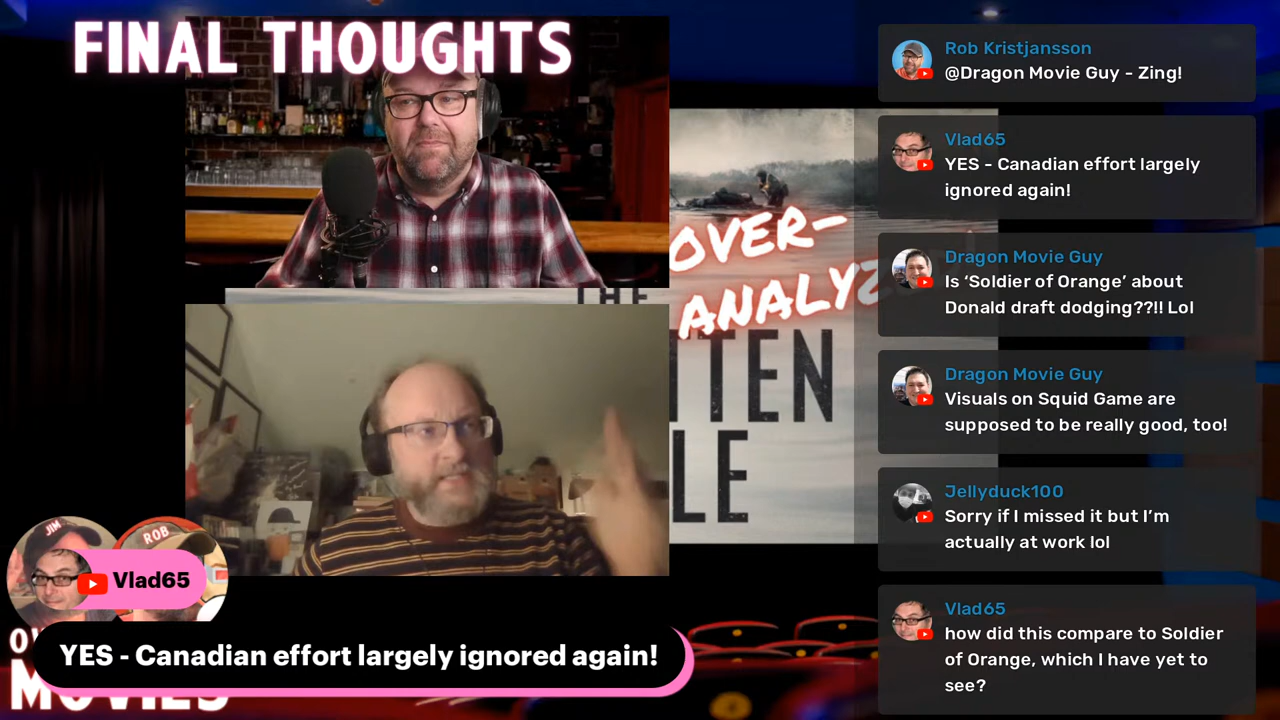 FINAL THOUGHTS
OVER-
ANALYZ
THE
TTEN
LE
JIM
ROB
Vlad65
YES - Canadian effort largely ignored again!
MOVIES
Rob Kristjansson
@Dragon Movie Guy - Zing!
Vlad65
YES - Canadian effort largely
ignored again!
Dragon Movie Guy
Is ‘Soldier of Orange’ about
Donald draft dodging??!! Lol
Dragon Movie Guy
Visuals on Squid Game are
supposed to be really good, too!
Jellyduck100
Sorry if I missed it but I’m
actually at work lol
Vlad65
how did this compare to Soldier
of Orange, which I have yet to
see?